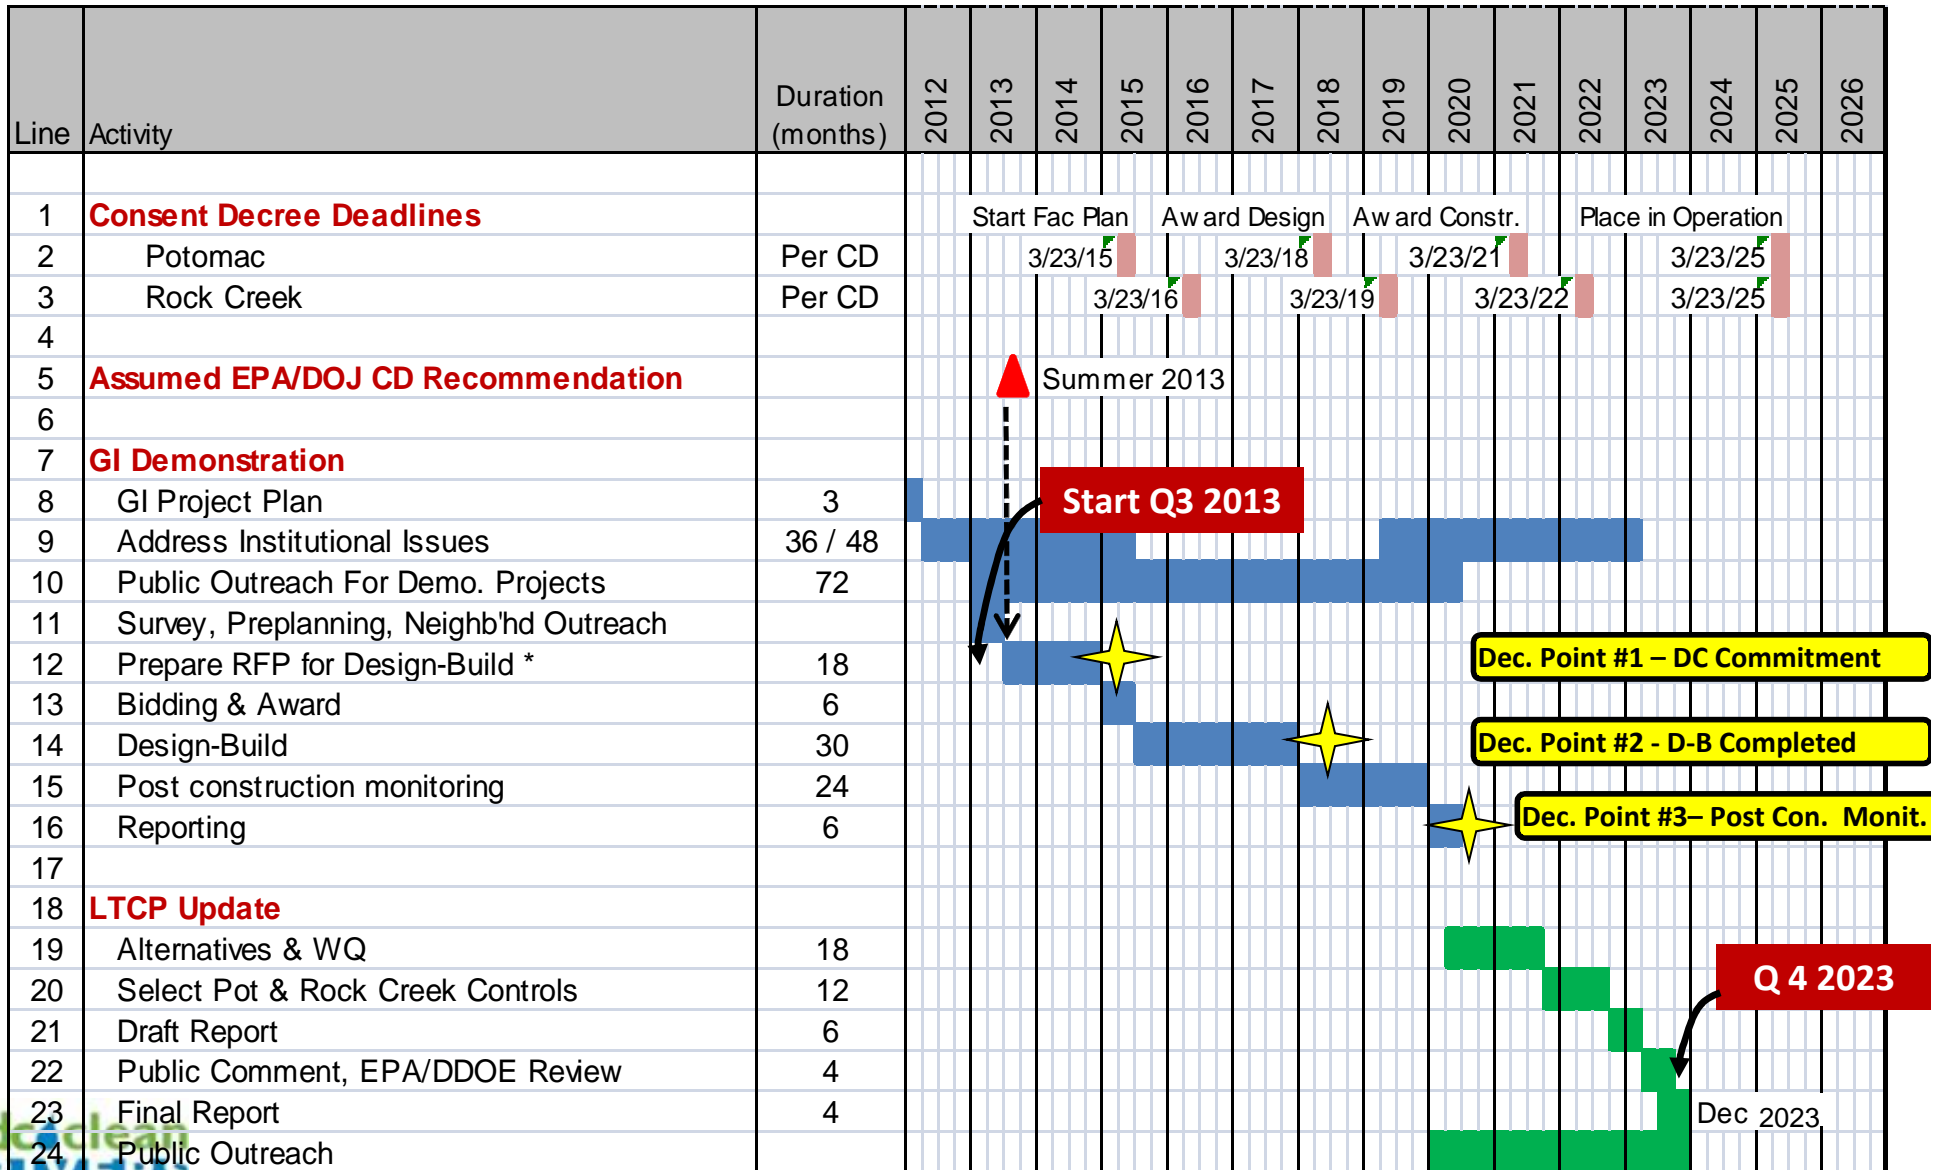 Line Activity Duration (months) 2012 2013 2014 2015 2016 2017 2018 2019 2020 2021 2022 2023 2024 2025 2026
1 Consent Decree Deadlines Start Fac Plan Award Design Award Constr. Place in Operation
2 Potomac Per CD 3/23/15 3/23/18 3/23/21 3/23/25
3 Rock Creek Per CD 3/23/16 3/23/19 3/23/22 3/23/25
4
5 Assumed EPA/DOJ CD Recommendation Summer 2013
6
7 GI Demonstration
8 GI Project Plan 3 Start Q3 2013
9 Address Institutional Issues 36 / 48
10 Public Outreach For Demo. Projects 72
11 Survey, Preplanning, Neighb'hd Outreach
12 Prepare RFP for Design-Build * 18 Dec. Point #1 – DC Commitment
13 Bidding & Award 6
14 Design-Build 30 Dec. Point #2 - D-B Completed
15 Post construction monitoring 24
16 Reporting 6 Dec. Point #3– Post Con. Monit.
17
18 LTCP Update
19 Alternatives & WQ 18
20 Select Pot & Rock Creek Controls 12 Q 4 2023
21 Draft Report 6
22 Public Comment, EPA/DDOE Review 4
23 Final Report 4 Dec 2023
24 Public Outreach